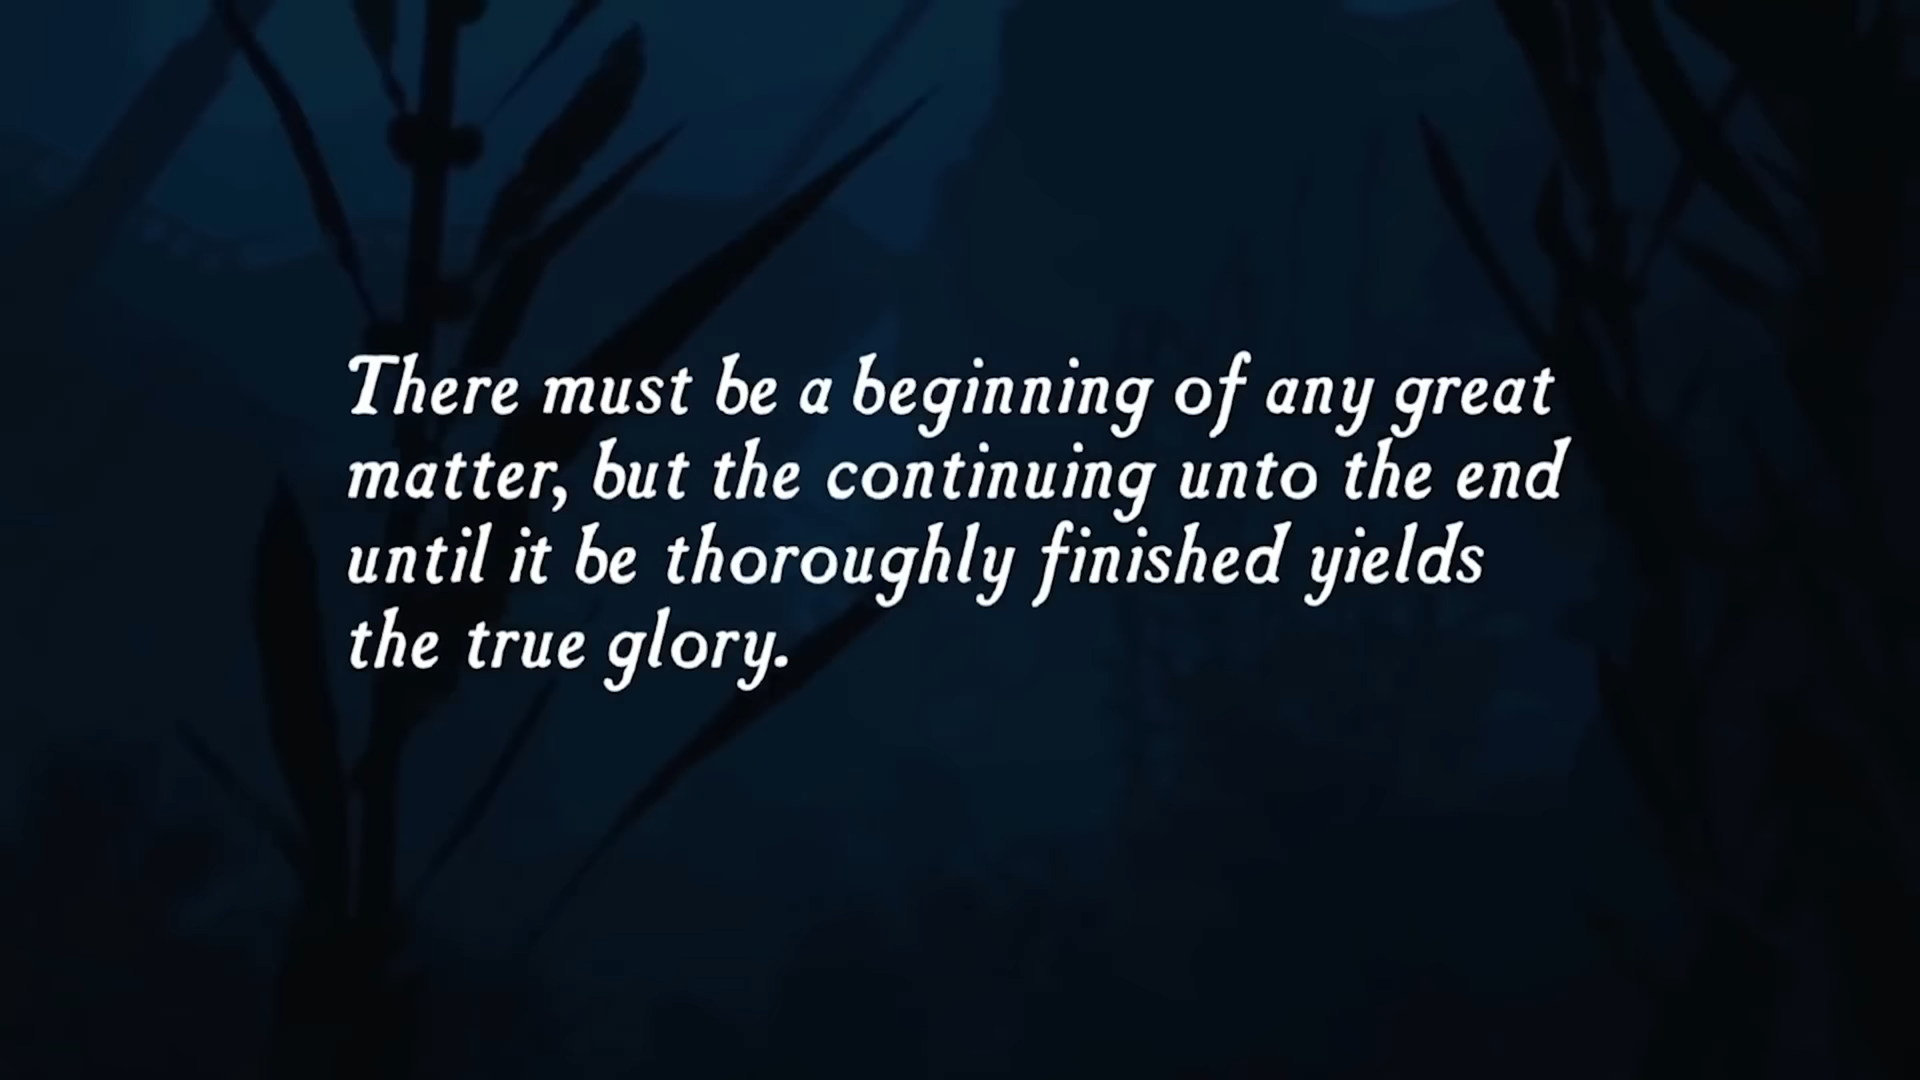 There must be a beginning of any great
matter, but the continuing unto the end
until it be thoroughly finished yields
the true glory.